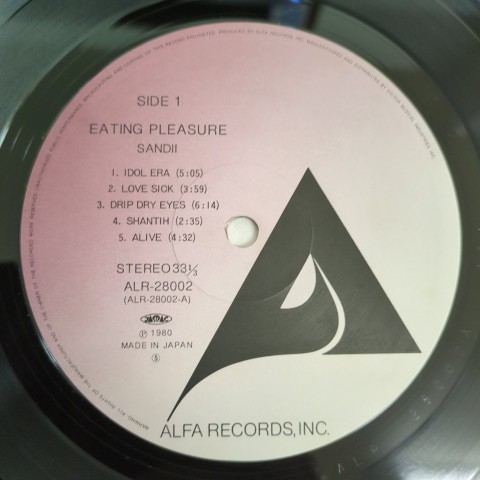 SIDE 1
EATING PLEASURE
SANDII
1. IDOL ERA (5:05)
2. LOVE SICK (3:59)
3. DRIP DRY EYES (6:14)
4. SHANTIH (2:35)
5. ALIVE (4:32)
STEREO 33⅓
ALR-28002
(ALR-28002-A)
JASRAC
Ⓟ 1980
MADE IN JAPAN
Ⓢ
ALFA RECORDS, INC.